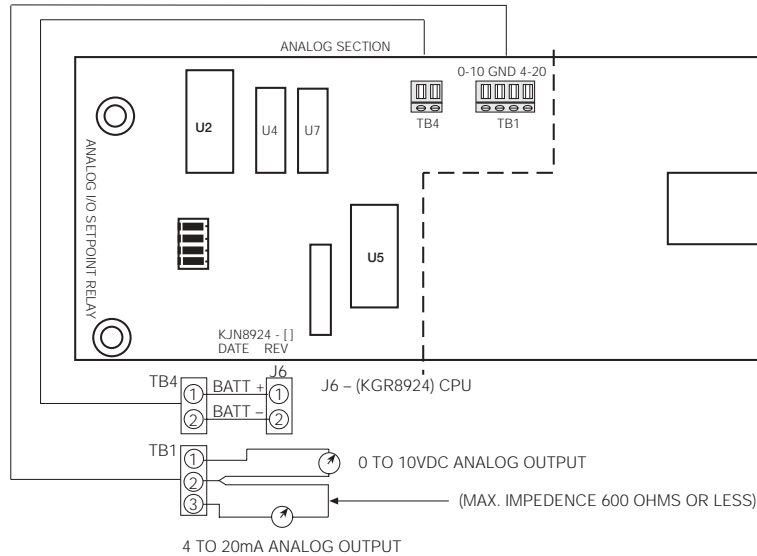 ANALOG SECTION
0-10 GND 4-20
TB4
TB1
U2
U4
U7
U5
ANALOG I/O SETPOINT RELAY
KJN8924 - [ ]
DATE REV
J6
J6 – (KGR8924) CPU
TB4
1 BATT + 1
2 BATT – 2
TB1
1
2
3
0 TO 10VDC ANALOG OUTPUT
(MAX. IMPEDENCE 600 OHMS OR LESS)
4 TO 20mA ANALOG OUTPUT